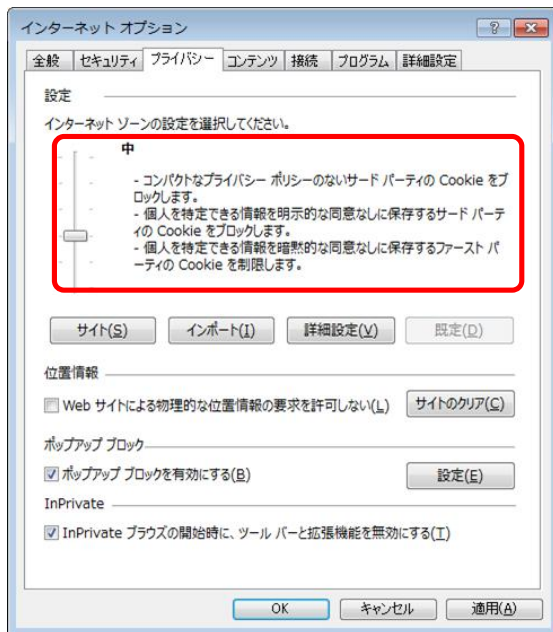 インターネット オプション
全般 セキュリティ プライバシー コンテンツ 接続 プログラム 詳細設定
設定
インターネット ゾーンの設定を選択してください。
中
- コンパクトなプライバシー ポリシーのないサード パーティの Cookie をブ
ロックします。
- 個人を特定できる情報を明示的な同意なしに保存するサード パーテ
ィの Cookie をブロックします。
- 個人を特定できる情報を暗黙的な同意なしに保存するファースト パ
ーティの Cookie を制限します。
サイト(S) インポート(I) 詳細設定(V) 既定(D)
位置情報
Web サイトによる物理的な位置情報の要求を許可しない(L) サイトのクリア(C)
ポップアップ ブロック
ポップアップ ブロックを有効にする(B) 設定(E)
InPrivate
InPrivate ブラウズの開始時に、ツール バーと拡張機能を無効にする(T)
OK キャンセル 適用(A)